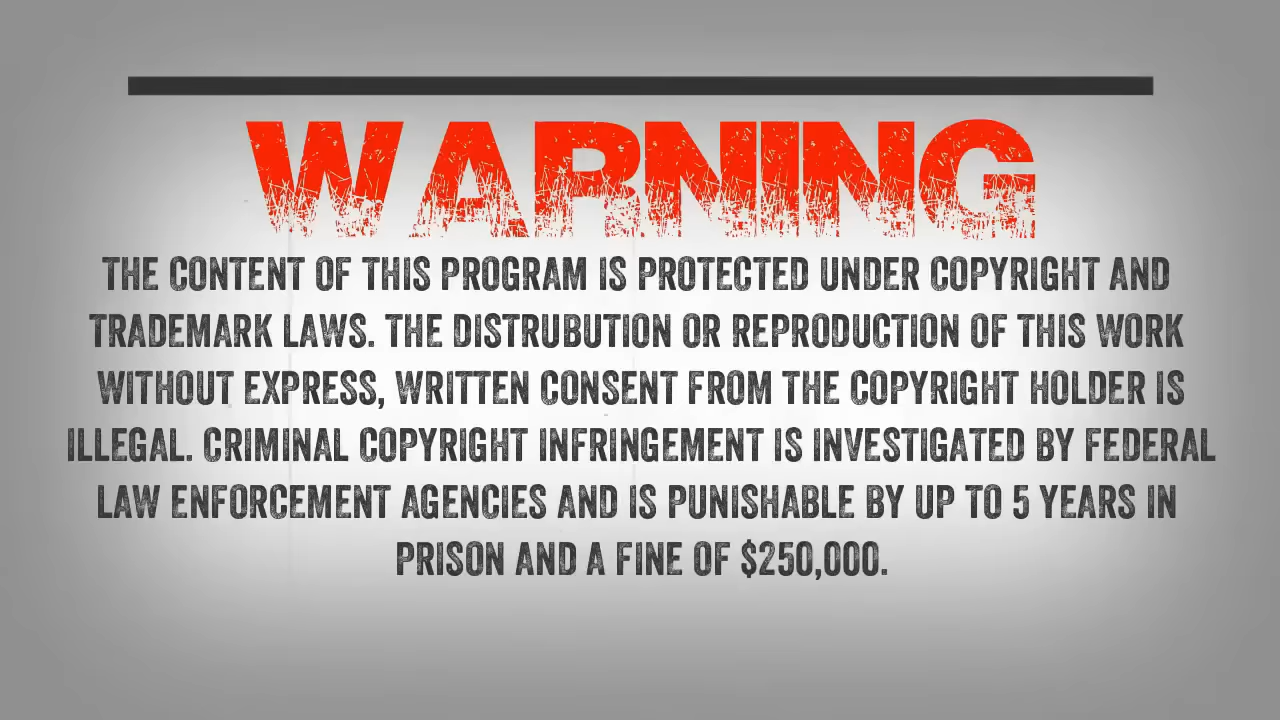 WARNING
THE CONTENT OF THIS PROGRAM IS PROTECTED UNDER COPYRIGHT AND
TRADEMARK LAWS. THE DISTRUBUTION OR REPRODUCTION OF THIS WORK
WITHOUT EXPRESS, WRITTEN CONSENT FROM THE COPYRIGHT HOLDER IS
ILLEGAL. CRIMINAL COPYRIGHT INFRINGEMENT IS INVESTIGATED BY FEDERAL
LAW ENFORCEMENT AGENCIES AND IS PUNISHABLE BY UP TO 5 YEARS IN
PRISON AND A FINE OF $250,000.